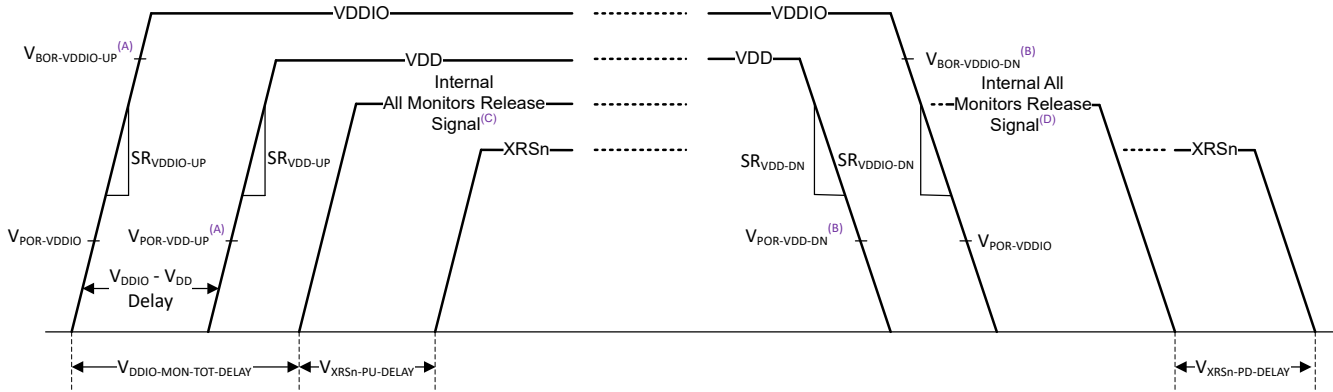 VDDIO
VBOR-VDDIO-UP(A)
VDD
Internal
All Monitors Release
Signal(C)
XRSn
SRVDDIO-UP
SRVDD-UP
VPOR-VDDIO
VPOR-VDD-UP(A)
VDDIO - VDD
Delay
VDDIO-MON-TOT-DELAY
VXRSn-PU-DELAY
VDDIO
VDD
VBOR-VDDIO-DN(B)
Internal All
Monitors Release
Signal(D)
XRSn
SRVDD-DN
SRVDDIO-DN
VPOR-VDD-DN(B)
VPOR-VDDIO
VXRSn-PD-DELAY